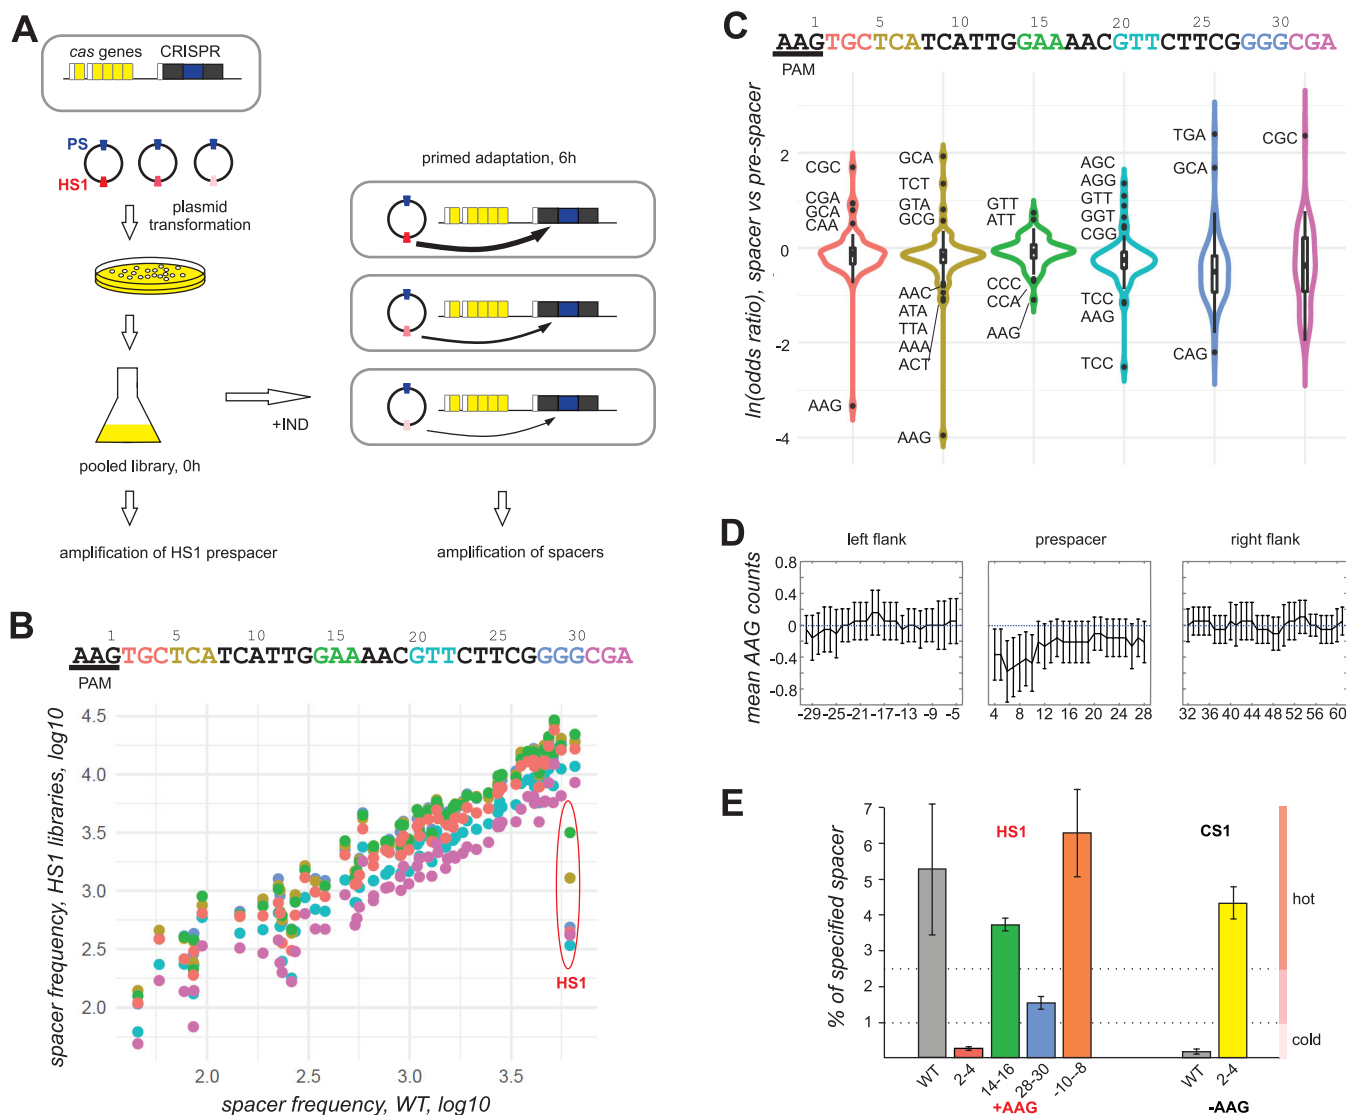 A
cas genes
CRISPR
PS
HS1
plasmid
transformation
pooled library, 0h
+IND
primed adaptation, 6h
amplification of HS1 prespacer
amplification of spacers
B
1 5 10 15 20 25 30
AAGTGCTCATCATTGGAAAACGTTCTTCGGGGCGA
PAM
spacer frequency, HS1 libraries, log10
4.5
4.0
3.5
3.0
2.5
2.0
HS1
2.0 2.5 3.0 3.5
spacer frequency, WT, log10
C
1 5 10 15 20 25 30
AAGTGCTCATCATTGGAAAACGTTCTTCGGGGCGA
PAM
ln(odds ratio), spacer vs pre-spacer
2
0
-2
-4
CGC
CGA
GCA
CAA
AAG
GCA
TCT
GTA
GCG
AAC
ATA
TTA
AAA
ACT
AAG
GTT
ATT
CCC
CCA
AAG
AGC
AGG
GTT
GGT
CGG
TCC
AAG
TCC
TGA
GCA
CAG
CGC
D
left flank
prespacer
right flank
mean AAG counts
0.8
0.4
0
-0.4
-0.8
-29 -25 -21 -17 -13 -9 -5
4 8 12 16 20 24 28
32 36 40 44 48 52 56 60
E
% of specified spacer
7
6
5
4
3
2
1
HS1
CS1
hot
cold
WT
2-4
14-16
28-30
-10--8
WT
2-4
+AAG
-AAG